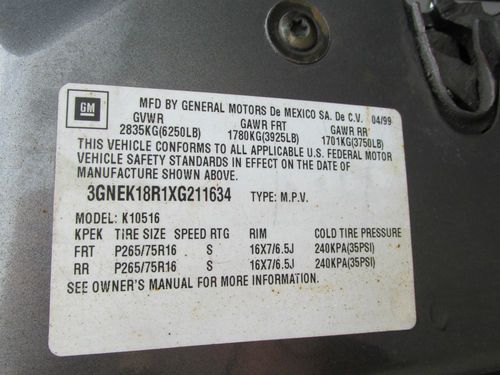 GM
MFD BY GENERAL MOTORS De MEXICO SA. De C.V. 04/99
GVWR GAWR FRT GAWR RR
2835KG(6250LB) 1780KG(3925LB) 1701KG(3750LB)
THIS VEHICLE CONFORMS TO ALL APPLICABLE U.S. FEDERAL MOTOR
VEHICLE SAFETY STANDARDS IN EFFECT ON THE DATE OF
MANUFACTURE SHOWN ABOVE.
3GNEK18R1XG211634 TYPE: M.P.V.
MODEL: K10516
KPEK TIRE SIZE SPEED RTG RIM COLD TIRE PRESSURE
FRT P265/75R16 S 16X7/6.5J 240KPA(35PSI)
RR P265/75R16 S 16X7/6.5J 240KPA(35PSI)
SEE OWNER'S MANUAL FOR MORE INFORMATION.